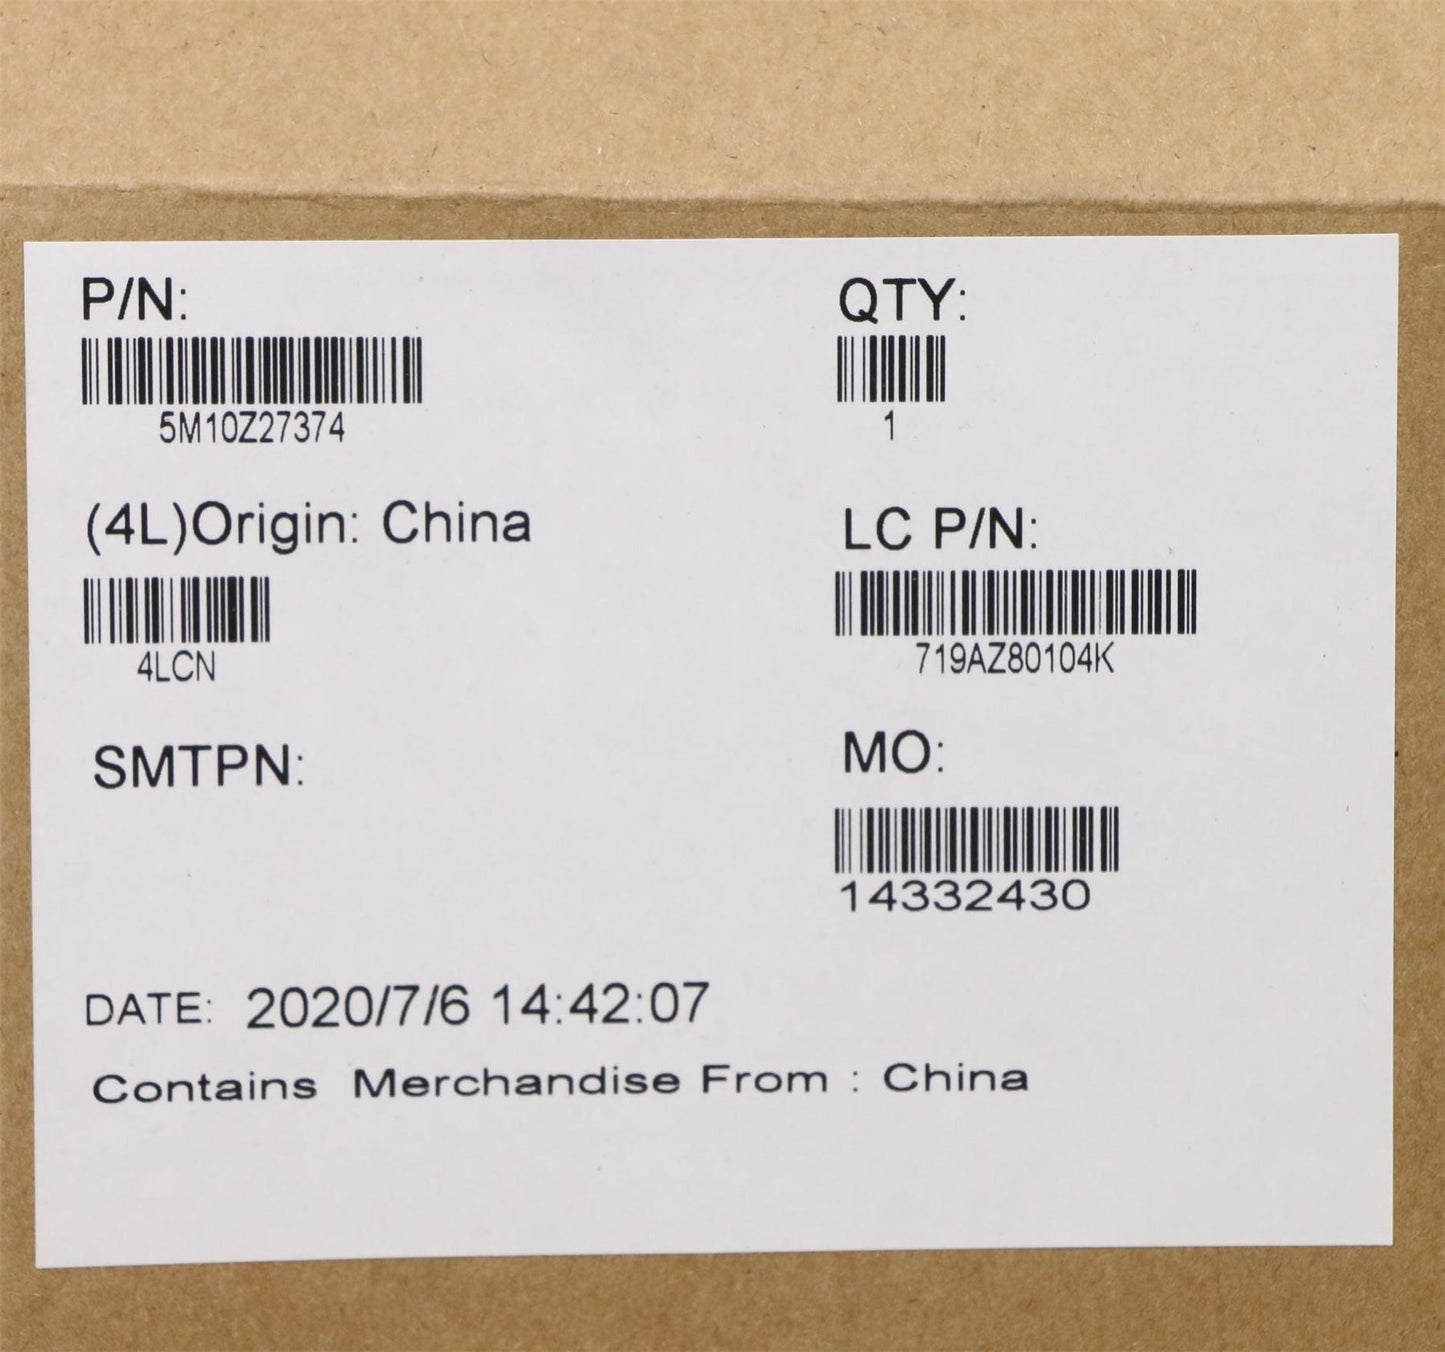 P/N:
5M10Z27374
QTY:
1
(4L)Origin: China
4LCN
LC P/N:
719AZ80104K
SMTPN:
MO:
14332430
DATE: 2020/7/6 14:42:07
Contains Merchandise From : China